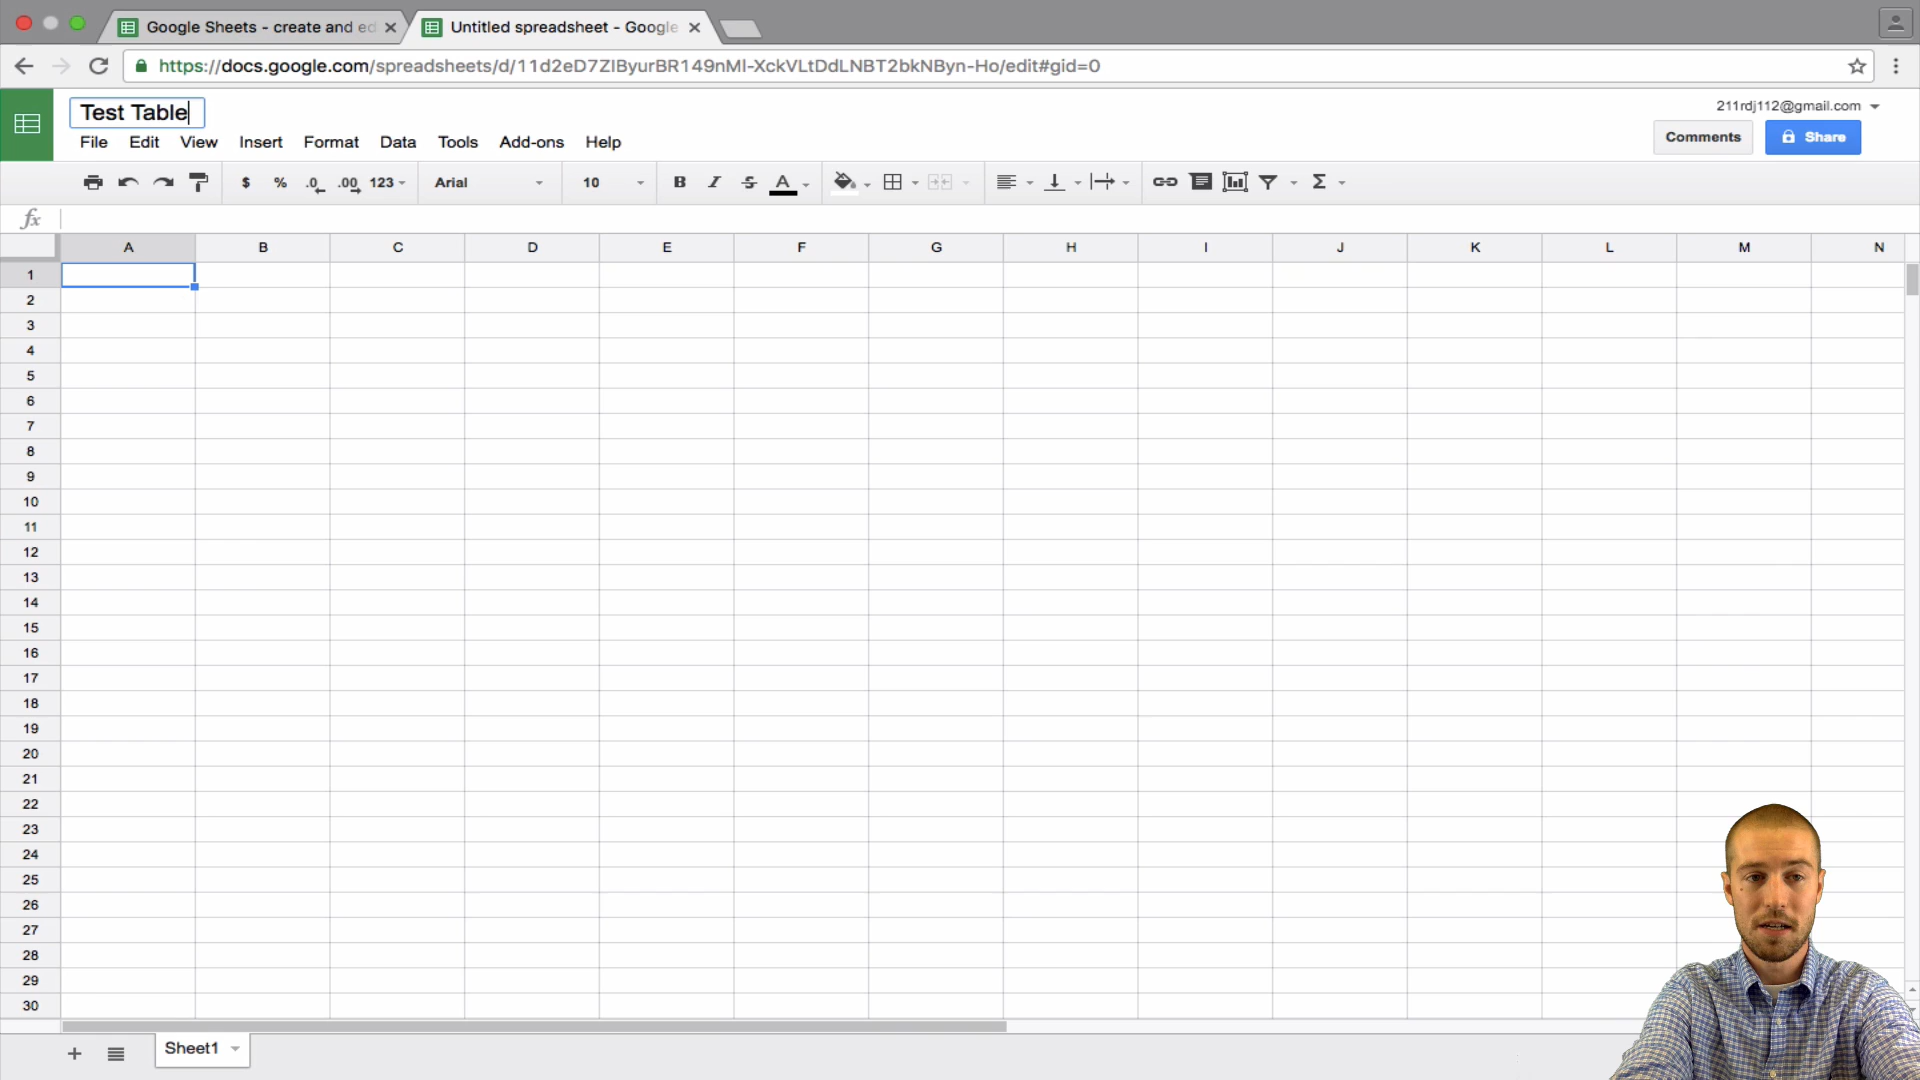 Google Sheets - create and ed
Untitled spreadsheet - Google
https://docs.google.com/spreadsheets/d/11d2eD7ZIByurBR149nMI-XckVLtDdLNBT2bkNByn-Ho/edit#gid=0
Test Table
211rdj112@gmail.com
File Edit View Insert Format Data Tools Add-ons Help
Comments
Share
$ % .0 .00 123 Arial 10 B I S A Σ
fx
A B C D E F G H I J K L M N
1
2
3
4
5
6
7
8
9
10
11
12
13
14
15
16
17
18
19
20
21
22
23
24
25
26
27
28
29
30
Sheet1